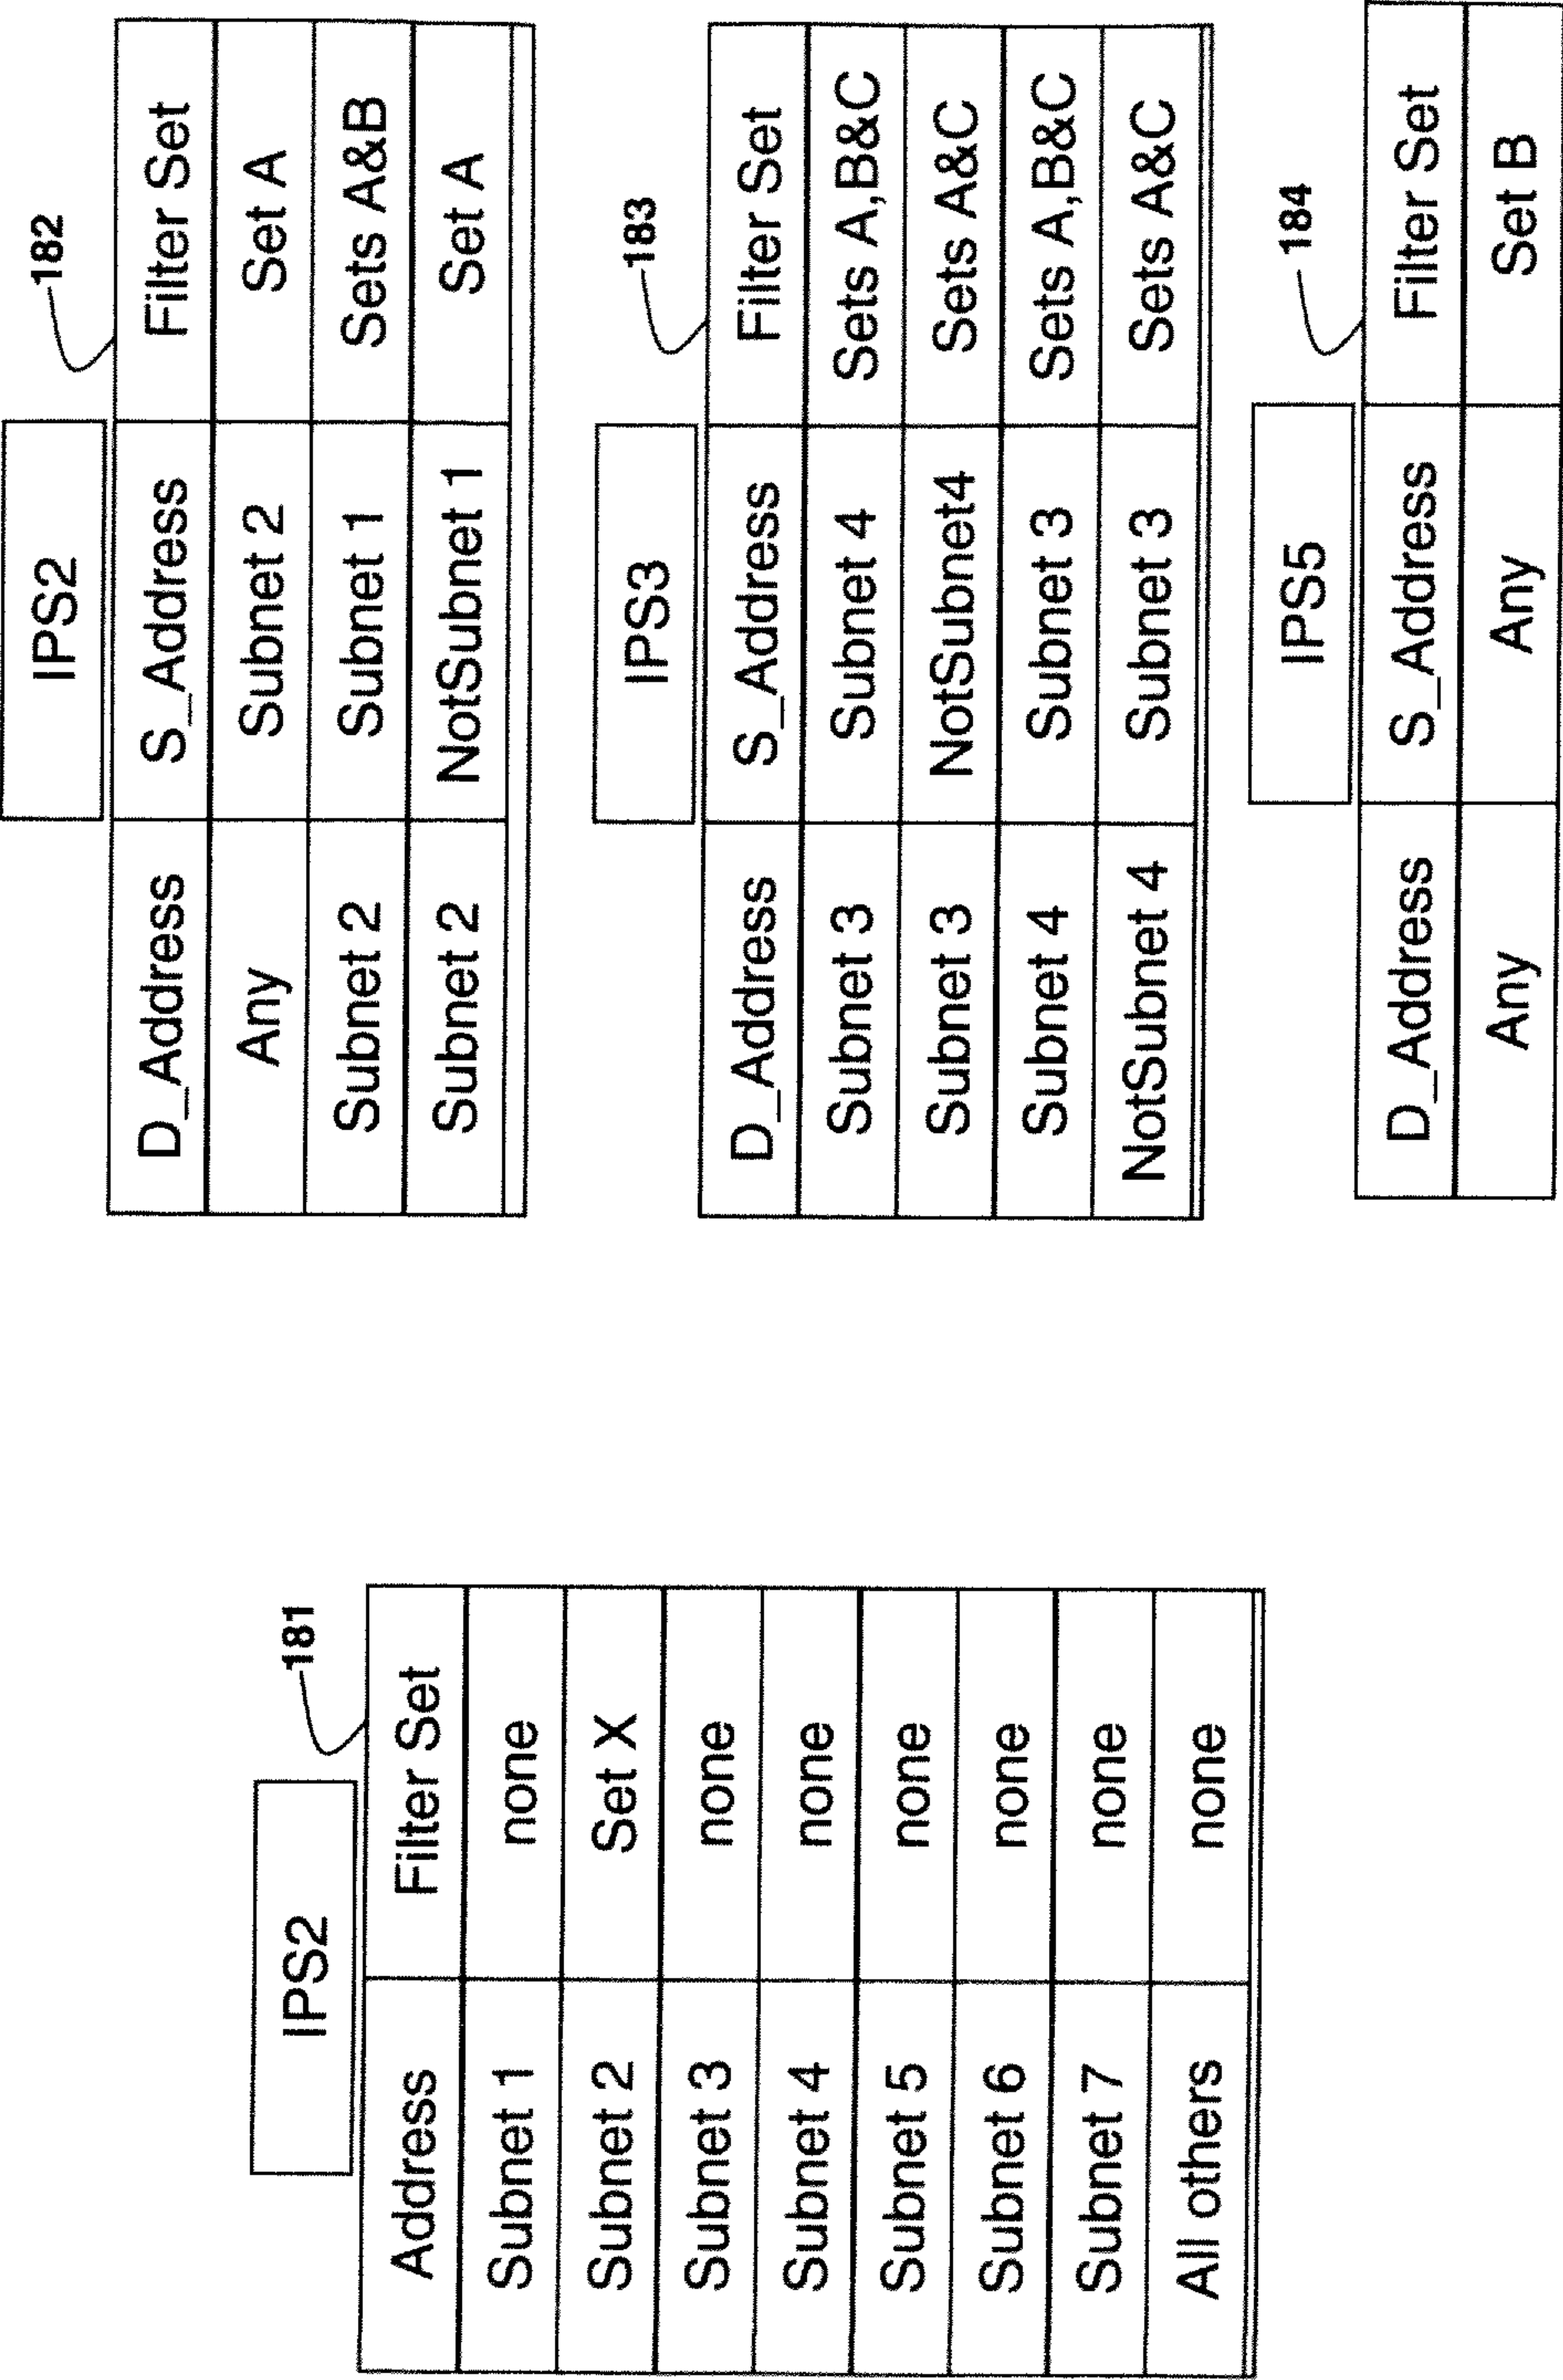 IPS2
181
Address Filter Set
Subnet 1 none
Subnet 2 Set X
Subnet 3 none
Subnet 4 none
Subnet 5 none
Subnet 6 none
Subnet 7 none
All others none
IPS2
182
D_Address S_Address Filter Set
Any Subnet 2 Set A
Subnet 2 Subnet 1 Sets A&B
Subnet 2 NotSubnet 1 Set A
IPS3
183
D_Address S_Address Filter Set
Subnet 3 Subnet 4 Sets A,B&C
Subnet 3 NotSubnet4 Sets A&C
Subnet 4 Subnet 3 Sets A,B&C
NotSubnet 4 Subnet 3 Sets A&C
IPS5
184
D_Address S_Address Filter Set
Any Any Set B